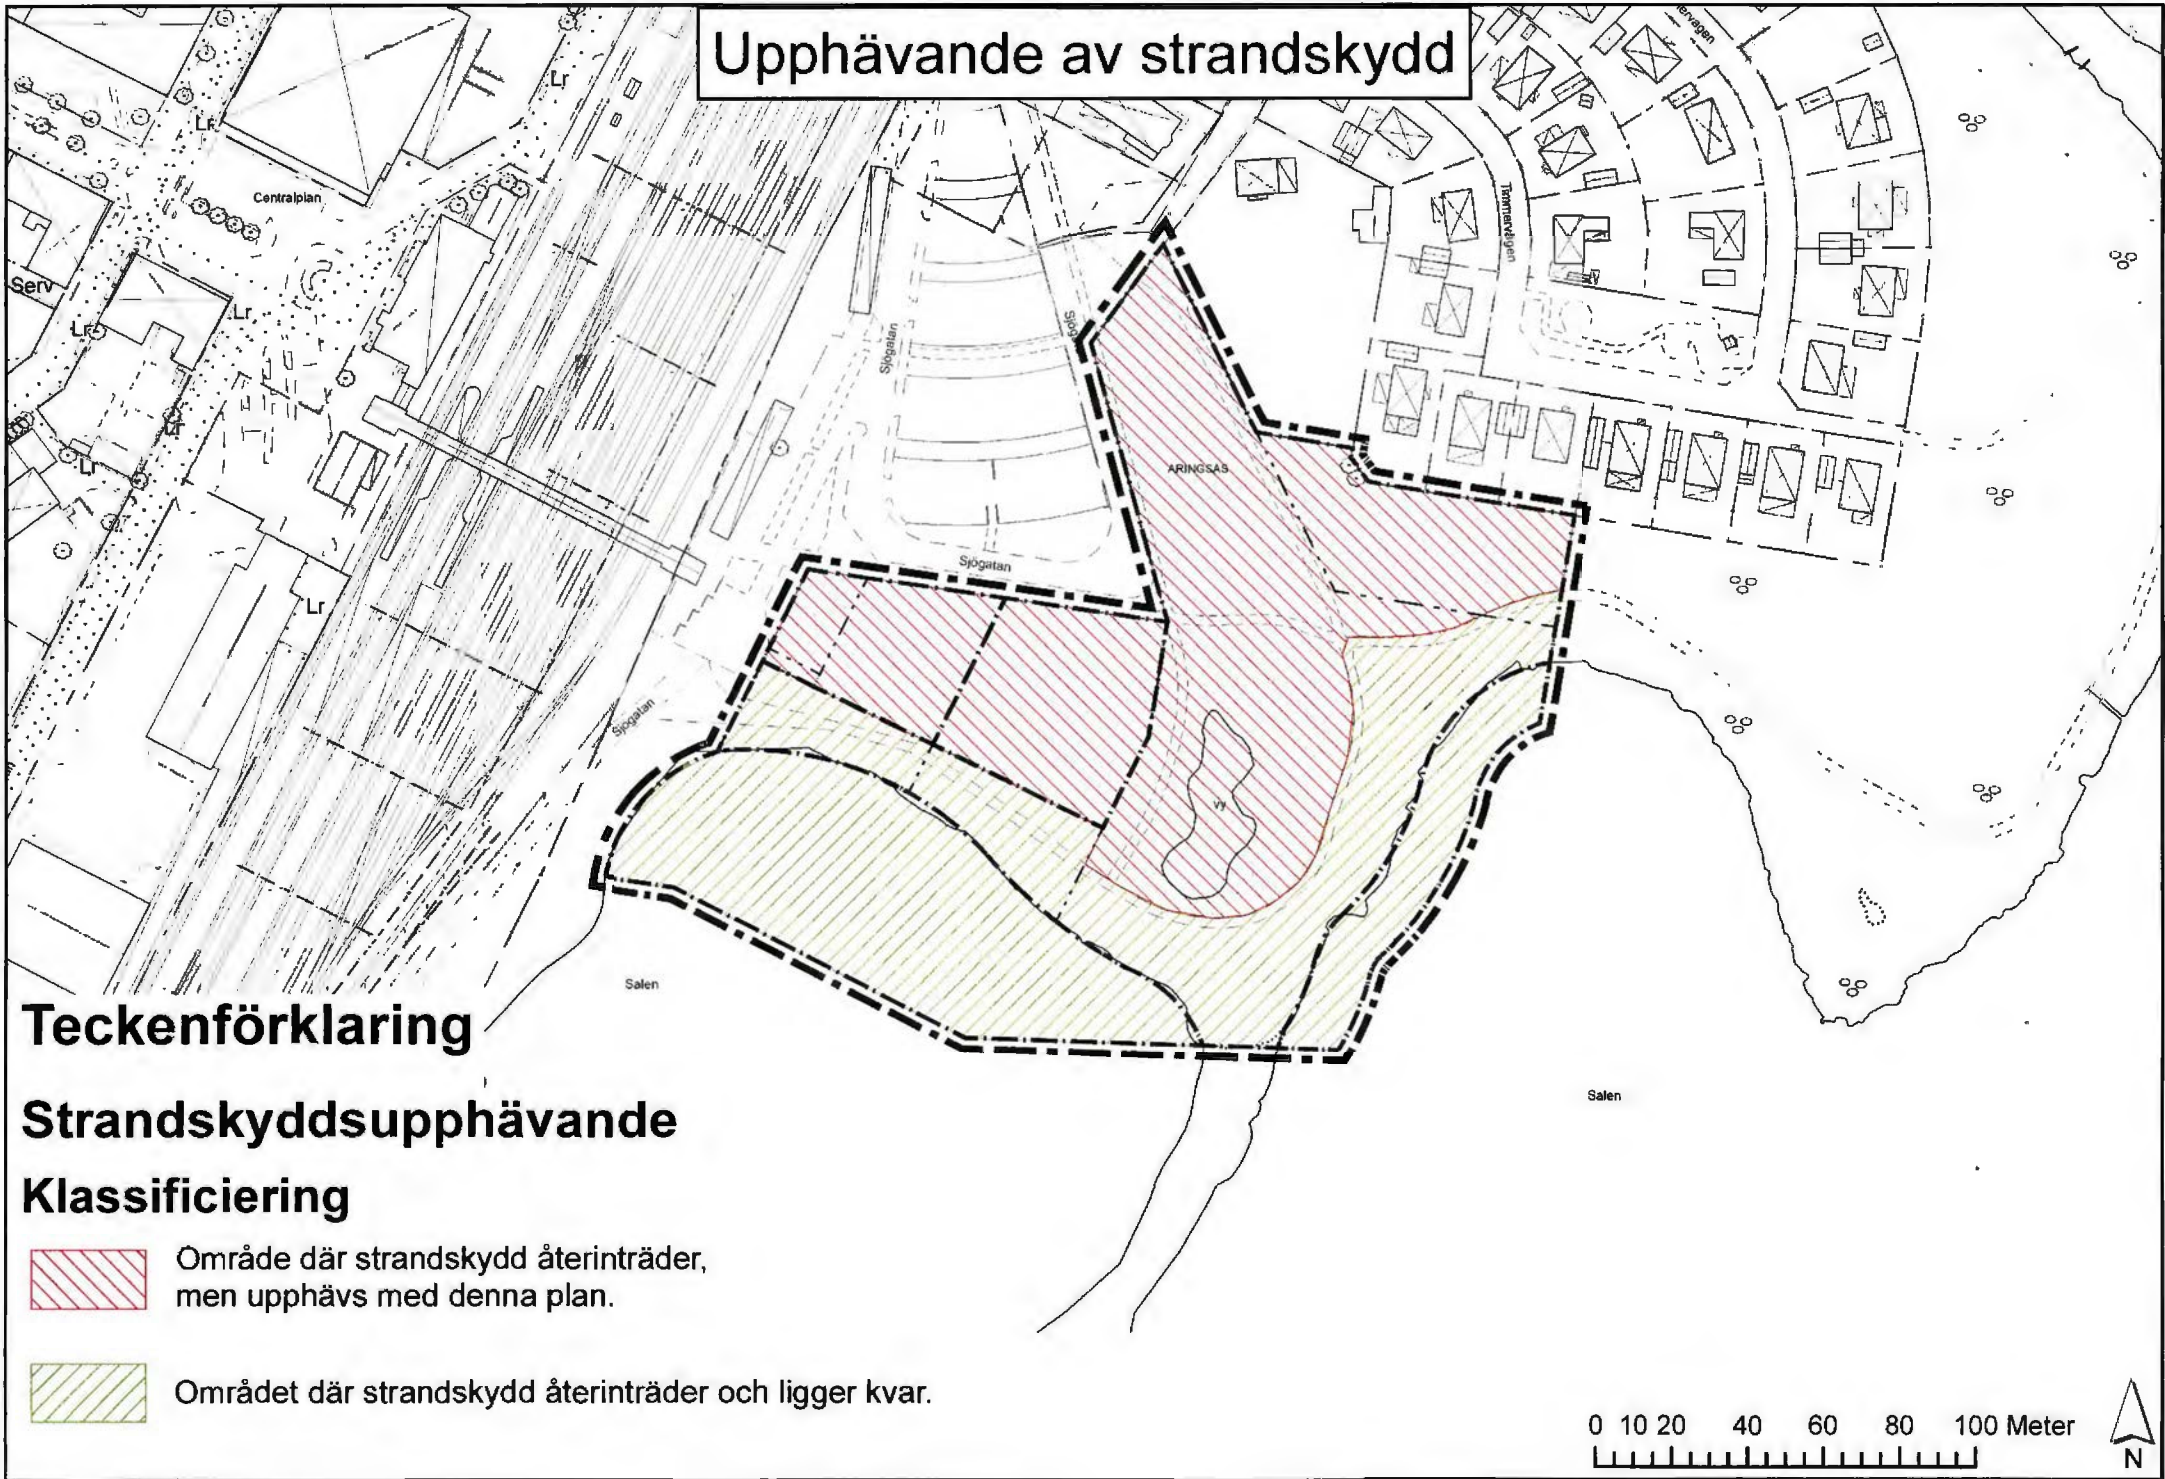 Upphävande av strandskydd
Lr
Lr
Centralplan
Serv
Lr
Lr
Lr
Lr
Lr
Timmervägen
Sjögatan
ARINGSAS
Sjögatan
Sjögatan
vy
Salen
Salen
Teckenförklaring
Strandskyddsupphävande
Klassificiering
Område där strandskydd återinträder,
men upphävs med denna plan.
Området där strandskydd återinträder och ligger kvar.
0 10 20 40 60 80 100 Meter
N